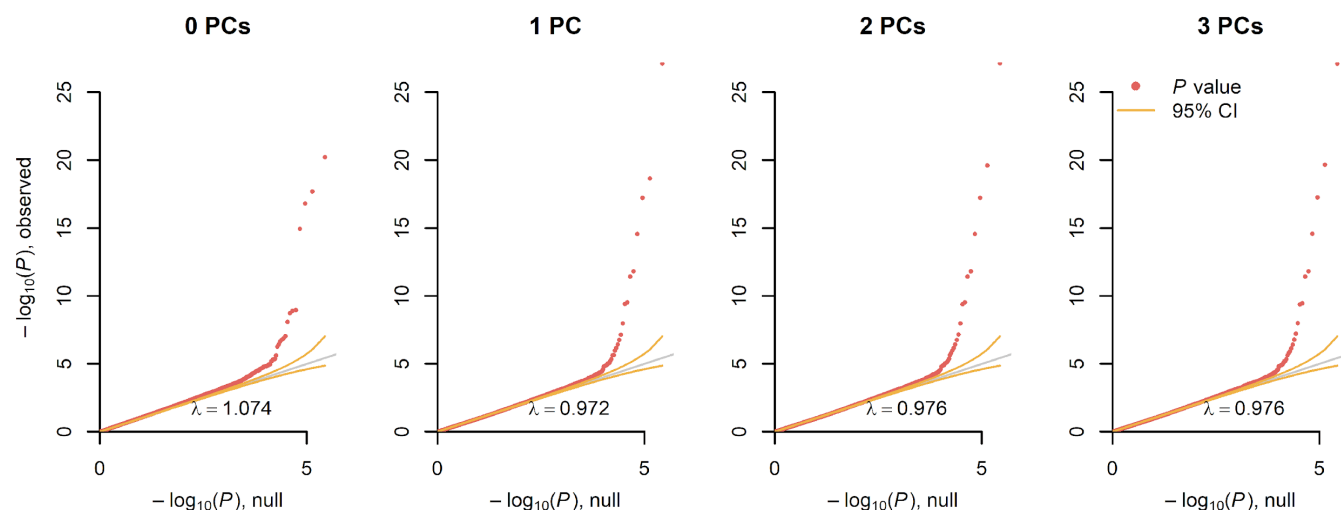 0 PCs
1 PC
2 PCs
3 PCs
– log₁₀(P), observed
0
5
10
15
20
25
λ = 1.074
0
5
– log₁₀(P), null
0
5
10
15
20
25
λ = 0.972
0
5
– log₁₀(P), null
0
5
10
15
20
25
λ = 0.976
0
5
– log₁₀(P), null
0
5
10
15
20
25
P value
95% CI
λ = 0.976
0
5
– log₁₀(P), null